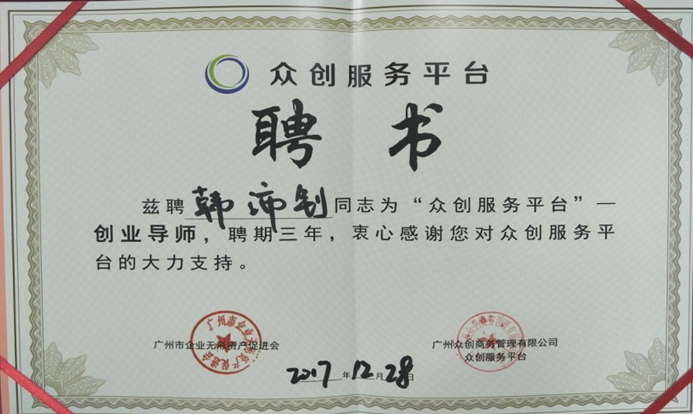 众创服务平台
聘书
兹聘韩沛钊同志为“众创服务平台”—
创业导师，聘期三年，衷心感谢您对众创服务平
台的大力支持。
广州市企业无形资产促进会
广州众创商务管理有限公司
众创服务平台
2017年12月28日